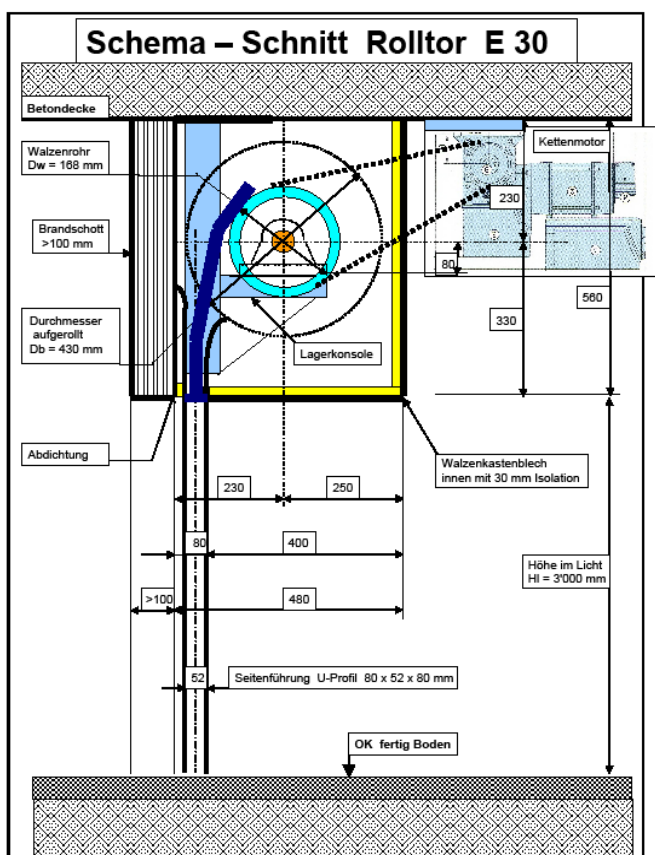 Schema – Schnitt Rolltor E 30
Betondecke
Kettenmotor
Walzenrohr
Dw = 168 mm
230
Brandschott
>100 mm
80
560
330
Durchmesser
aufgerollt
Db = 430 mm
Lagerkonsole
Abdichtung
Walzenkastenblech
innen mit 30 mm Isolation
230
250
80
400
Höhe im Licht
HI = 3'000 mm
>100
480
52
Seitenführung U-Profil 80 x 52 x 80 mm
OK fertig Boden